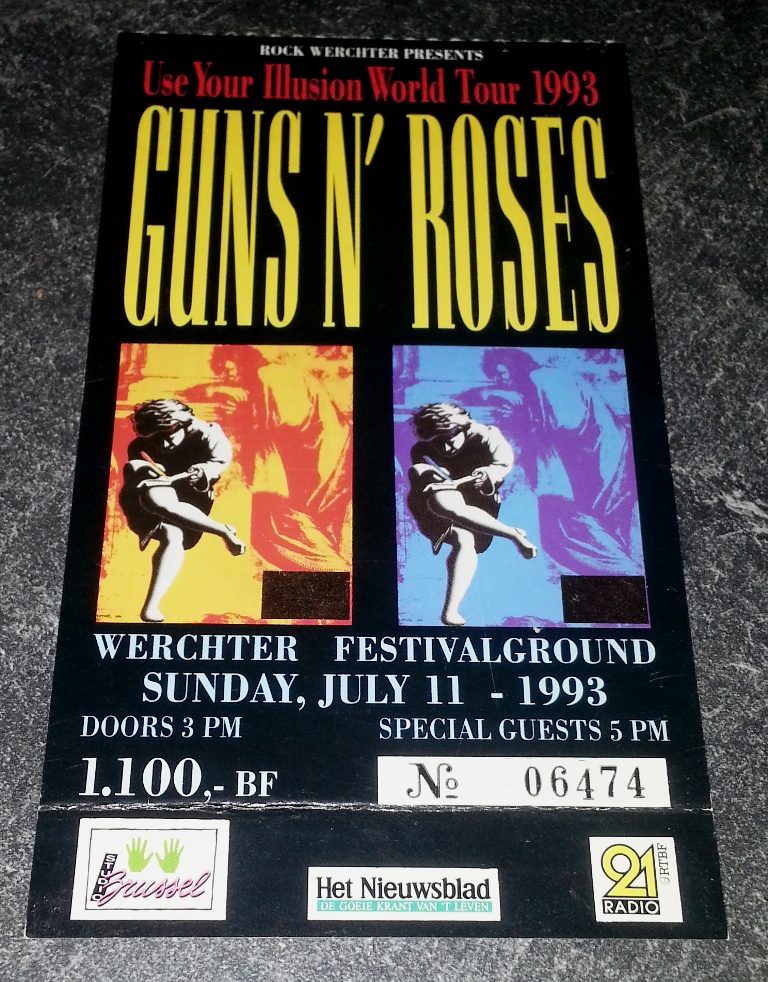 ROCK WERCHTER PRESENTS
Use Your Illusion World Tour 1993
GUNS N' ROSES
WERCHTER FESTIVALGROUND
SUNDAY, JULY 11 - 1993
DOORS 3 PM SPECIAL GUESTS 5 PM
1.100,- BF
No 06474
STUDIO
Brussel
Het Nieuwsblad
DE GOEIE KRANT VAN 'T LEVEN
21
RADIO
RTBF